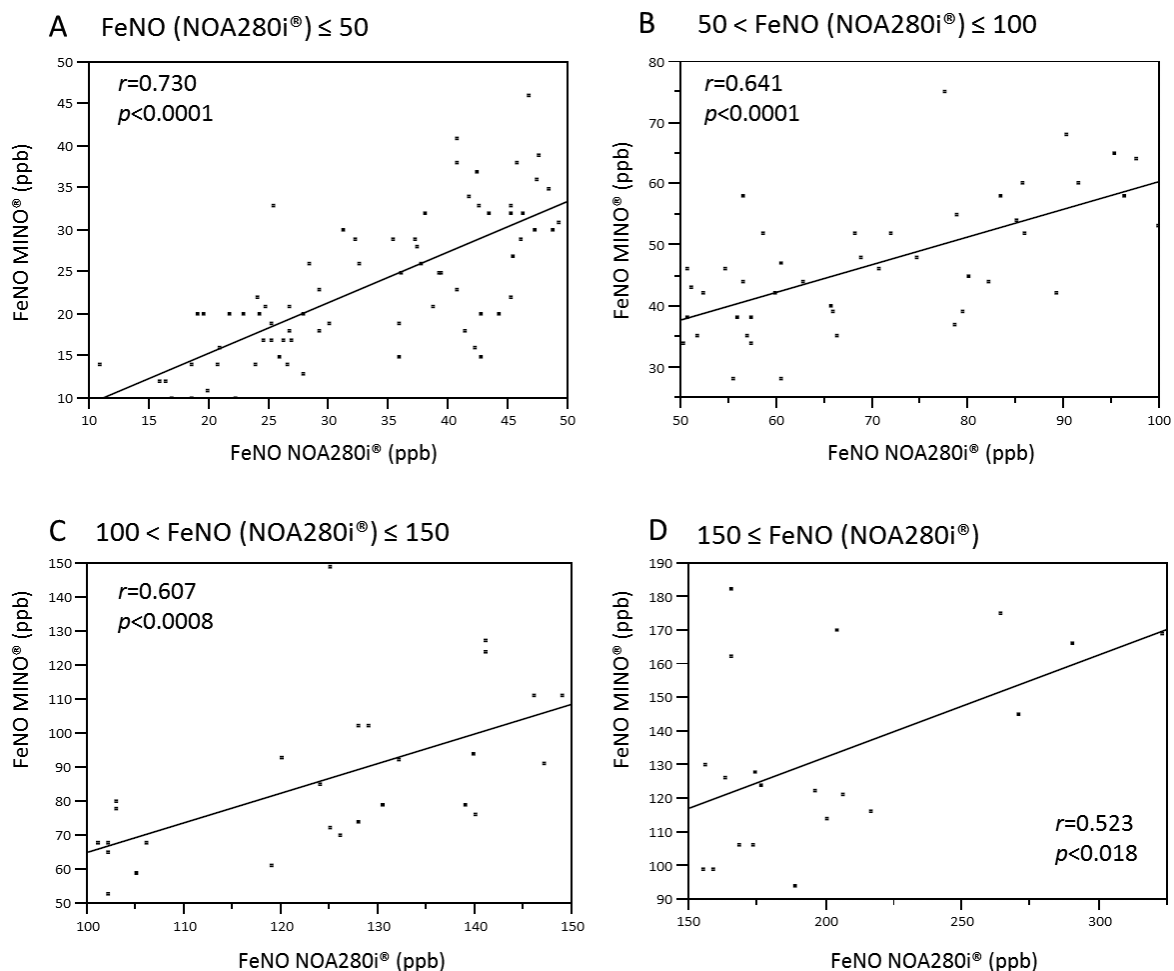 A FeNO (NOA280i®) ≤ 50
r=0.730
p<0.0001
FeNO MINO® (ppb)
50
45
40
35
30
25
20
15
10
10 15 20 25 30 35 40 45 50
FeNO NOA280i® (ppb)
B 50 < FeNO (NOA280i®) ≤ 100
r=0.641
p<0.0001
FeNO MINO® (ppb)
80
70
60
50
40
30
50 60 70 80 90 100
FeNO NOA280i® (ppb)
C 100 < FeNO (NOA280i®) ≤ 150
r=0.607
p<0.0008
FeNO MINO® (ppb)
150
130
120
110
100
90
80
70
60
50
100 110 120 130 140 150
FeNO NOA280i® (ppb)
D 150 ≤ FeNO (NOA280i®)
r=0.523
p<0.018
FeNO MINO® (ppb)
190
180
170
160
150
140
130
120
110
100
90
150 200 250 300
FeNO NOA280i® (ppb)